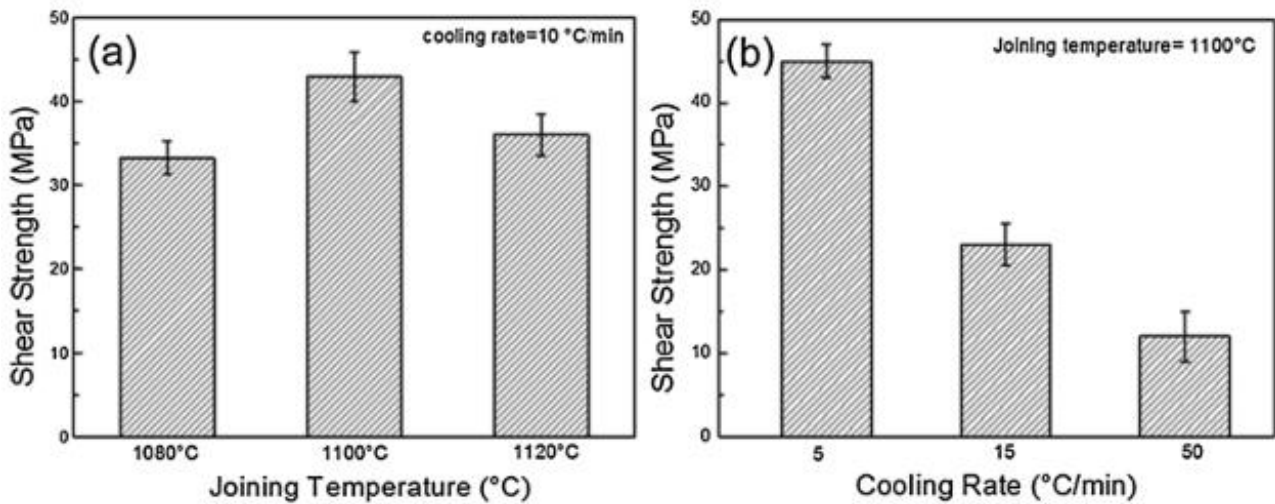 (a)
cooling rate=10 °C/min
Shear Strength (MPa)
50
40
30
20
10
0
1080°C 1100°C 1120°C
Joining Temperature (°C)
(b)
Joining temperature= 1100°C
Shear Strength (MPa)
50
40
30
20
10
0
5 15 50
Cooling Rate (°C/min)